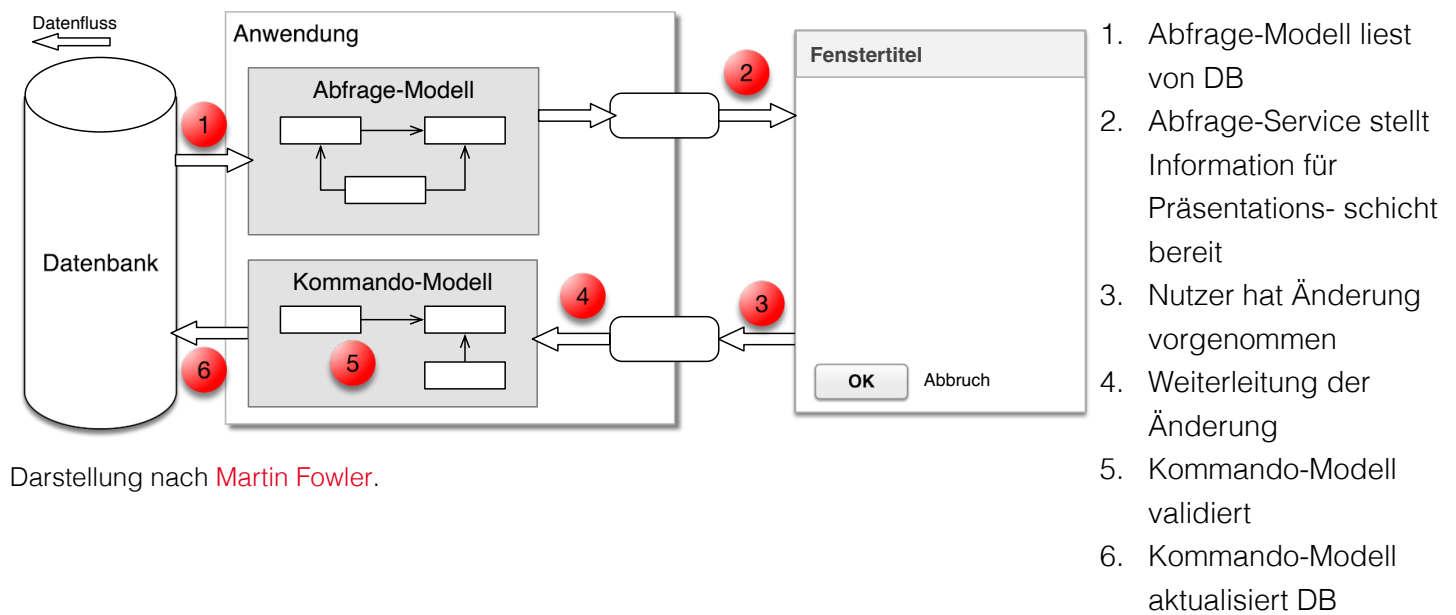 Datenfluss
Anwendung
Abfrage-Modell
1
Datenbank
Kommando-Modell
5
6
2
4
3
Fenstertitel
OK
Abbruch
1. Abfrage-Modell liest
von DB
2. Abfrage-Service stellt
Information für
Präsentations- schicht
bereit
3. Nutzer hat Änderung
vorgenommen
4. Weiterleitung der
Änderung
5. Kommando-Modell
validiert
6. Kommando-Modell
aktualisiert DB
Darstellung nach Martin Fowler.